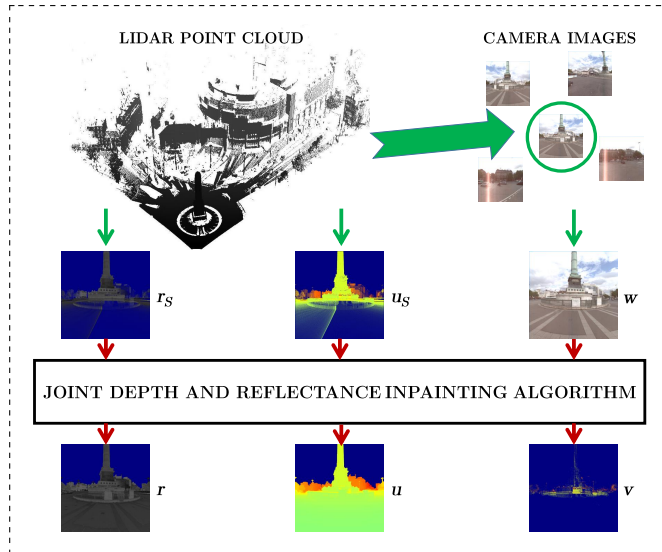 LIDAR POINT CLOUD
CAMERA IMAGES
r_S
u_S
w
JOINT DEPTH AND REFLECTANCE INPAINTING ALGORITHM
r
u
v